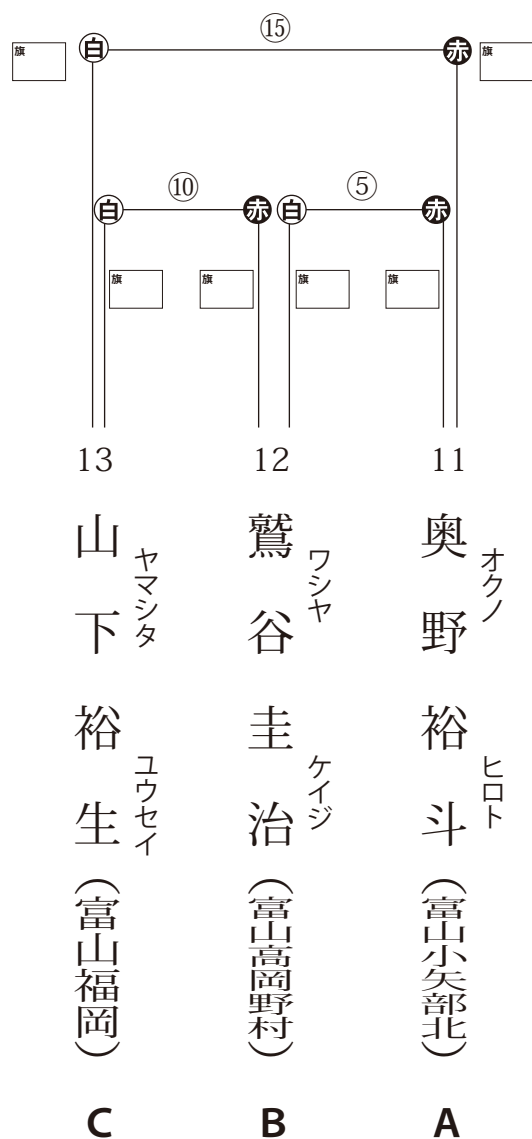 ⑮
旗
白
赤
旗
⑩
⑤
白
赤
白
赤
旗
旗
旗
旗
11
奥野裕斗
オクノ
ヒロト
(富山小矢部北)
A
12
鷲谷圭治
ワシヤ
ケイジ
(富山高岡野村)
B
13
山下裕生
ヤマシタ
ユウセイ
(富山福岡)
C